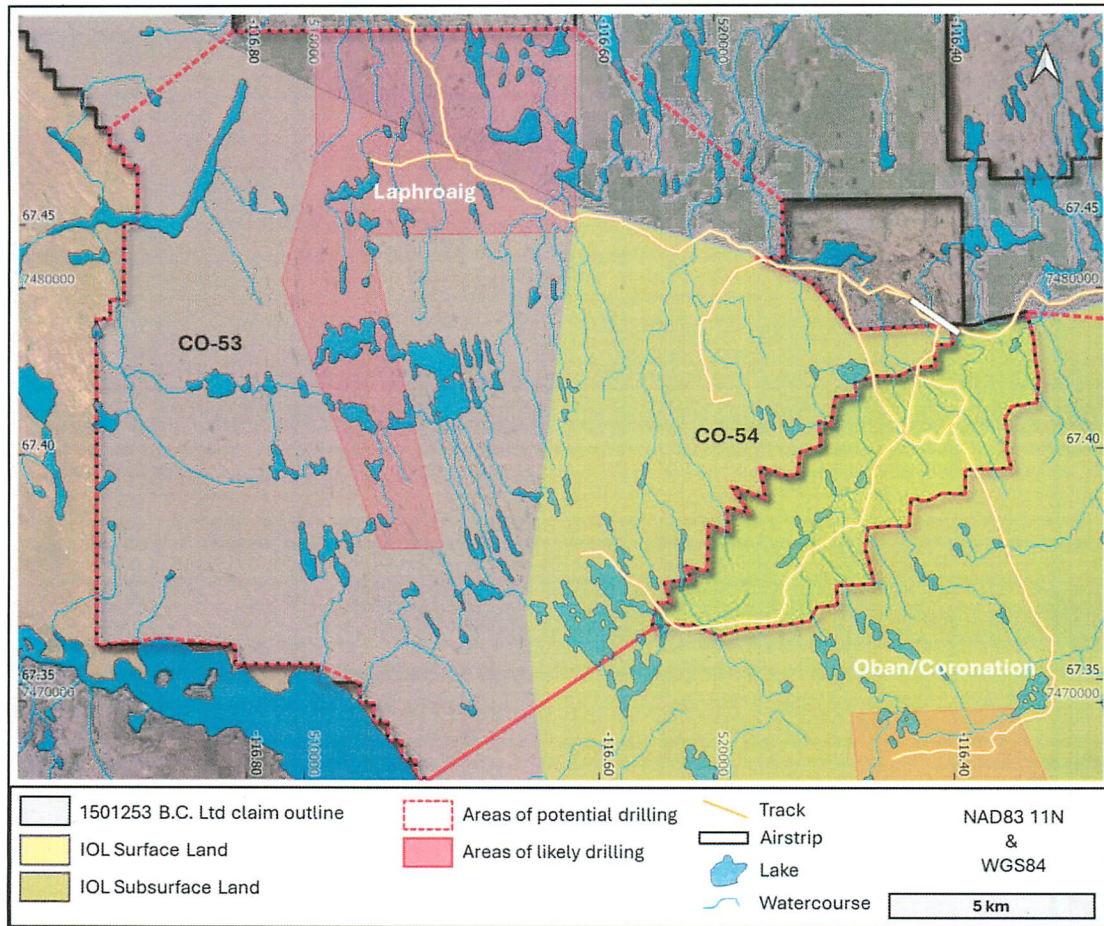 -116.80
510000
-116.60
520000
-116.40
67.45
7480000
Laphroaig
67.45
7480000
CO-53
CO-54
67.40
67.40
Oban/Coronation
67.35
7470000
67.35
7470000
-116.80
510000
-116.60
520000
-116.40
1501253 B.C. Ltd claim outline
IOL Surface Land
IOL Subsurface Land
Areas of potential drilling
Areas of likely drilling
Track
Airstrip
Lake
Watercourse
NAD83 11N
&
WGS84
5 km